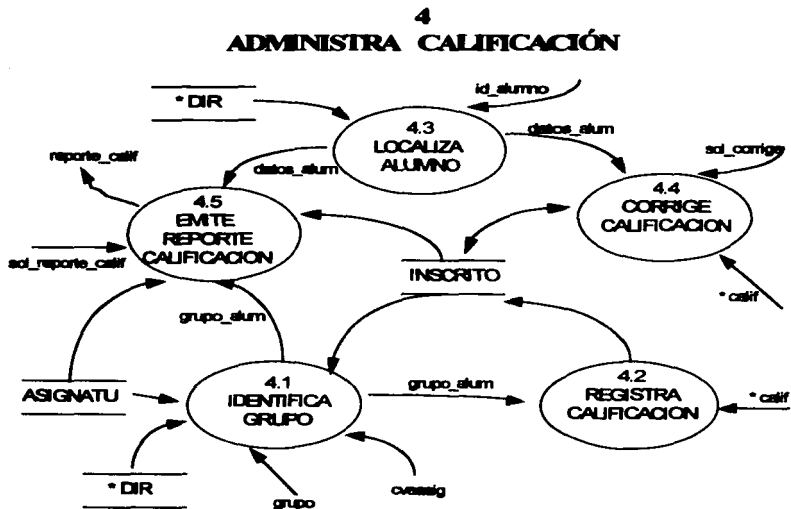 4
ADMINISTRA CALIFICACIÓN
* DIR
id_alumno
4.3
LOCALIZA
ALUMNO
datos_alum
sol_corrige
reporte_calif
datos_alum
4.5
EMITE
REPORTE
CALIFICACION
4.4
CORRIGE
CALIFICACION
sol_reporte_calif
INSCRITO
* calif
grupo_alum
ASIGNATU
4.1
IDENTIFICA
GRUPO
grupo_alum
4.2
REGISTRA
CALIFICACION
* calif
* DIR
grupo
cveasig